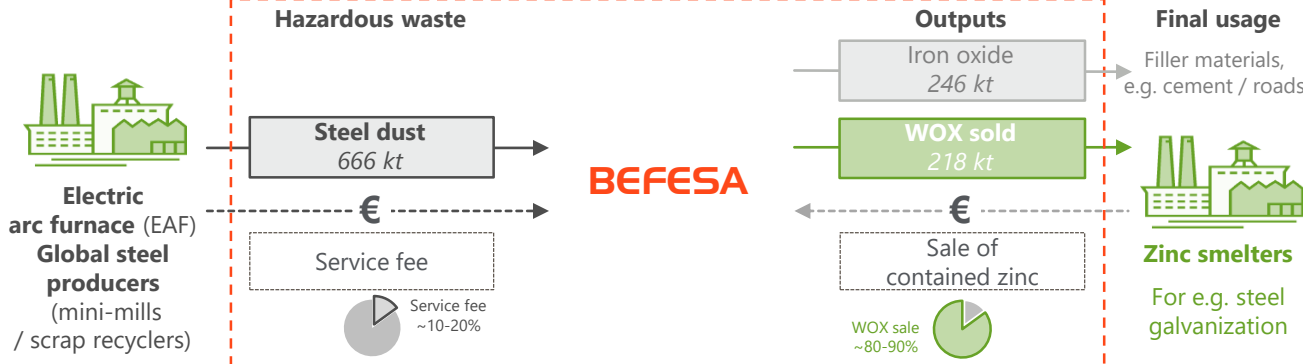 Hazardous waste
Outputs
Final usage
Iron oxide
246 kt
Filler materials,
e.g. cement / roads
Steel dust
666 kt
WOX sold
218 kt
BEFESA
Electric
arc furnace (EAF)
Global steel
producers
(mini-mills
/ scrap recyclers)
€
Service fee
Service fee
~10-20%
€
Sale of
contained zinc
WOX sale
~80-90%
Zinc smelters
For e.g. steel
galvanization